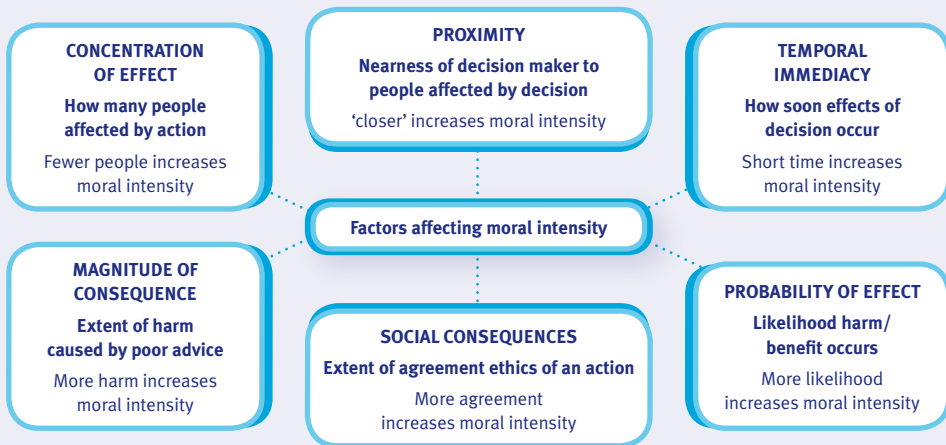 CONCENTRATION
OF EFFECT
How many people
affected by action
Fewer people increases
moral intensity
PROXIMITY
Nearness of decision maker to
people affected by decision
‘closer’ increases moral intensity
TEMPORAL
IMMEDIACY
How soon effects of
decision occur
Short time increases
moral intensity
Factors affecting moral intensity
MAGNITUDE OF
CONSEQUENCE
Extent of harm
caused by poor advice
More harm increases
moral intensity
SOCIAL CONSEQUENCES
Extent of agreement ethics of an action
More agreement
increases moral intensity
PROBABILITY OF EFFECT
Likelihood harm/
benefit occurs
More likelihood
increases moral intensity